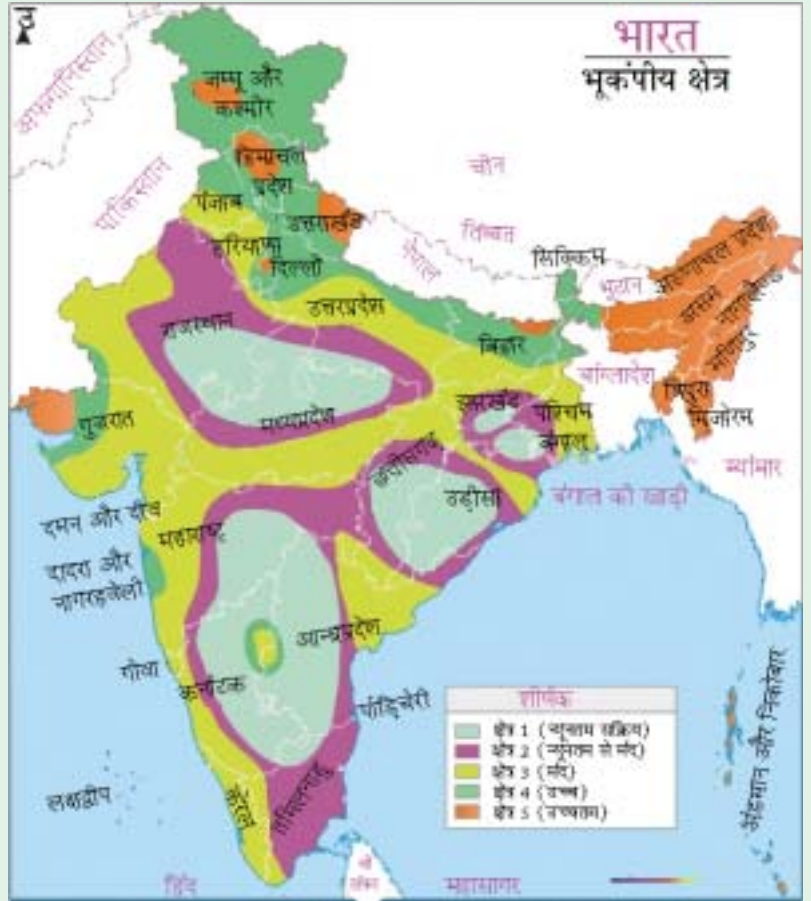 उ
भारत
भूकंपीय क्षेत्र
अफगानिस्तान
जम्मू और
कश्मीर
पाकिस्तान
हिमाचल
प्रदेश
चीन
पंजाब
उत्तराखंड
तिब्बत
हरियाणा
दिल्ली
नेपाल
सिक्किम
भूटान
अरुणाचल प्रदेश
असम
नागालैण्ड
मणिपुर
उत्तरप्रदेश
राजस्थान
बिहार
बांग्लादेश
त्रिपुरा
मिजोरम
गुजरात
मध्यप्रदेश
झारखंड
पश्चिम
बंगाल
छत्तीसगढ़
म्यांमार
उड़ीसा
बंगाल की खाड़ी
दमन और दीव
महाराष्ट्र
दादरा और
नागरहवेली
गोवा
आन्ध्रप्रदेश
कर्नाटक
पांडिचेरी
लक्षद्वीप
केरल
तमिलनाडु
अंडमान और निकोबार
शीर्षक
क्षेत्र 1 (न्यूनतम सक्रिय)
क्षेत्र 2 (न्यूनतम से मंद)
क्षेत्र 3 (मंद)
क्षेत्र 4 (उच्च)
क्षेत्र 5 (उच्चतम)
श्री
लंका
हिंद
महासागर